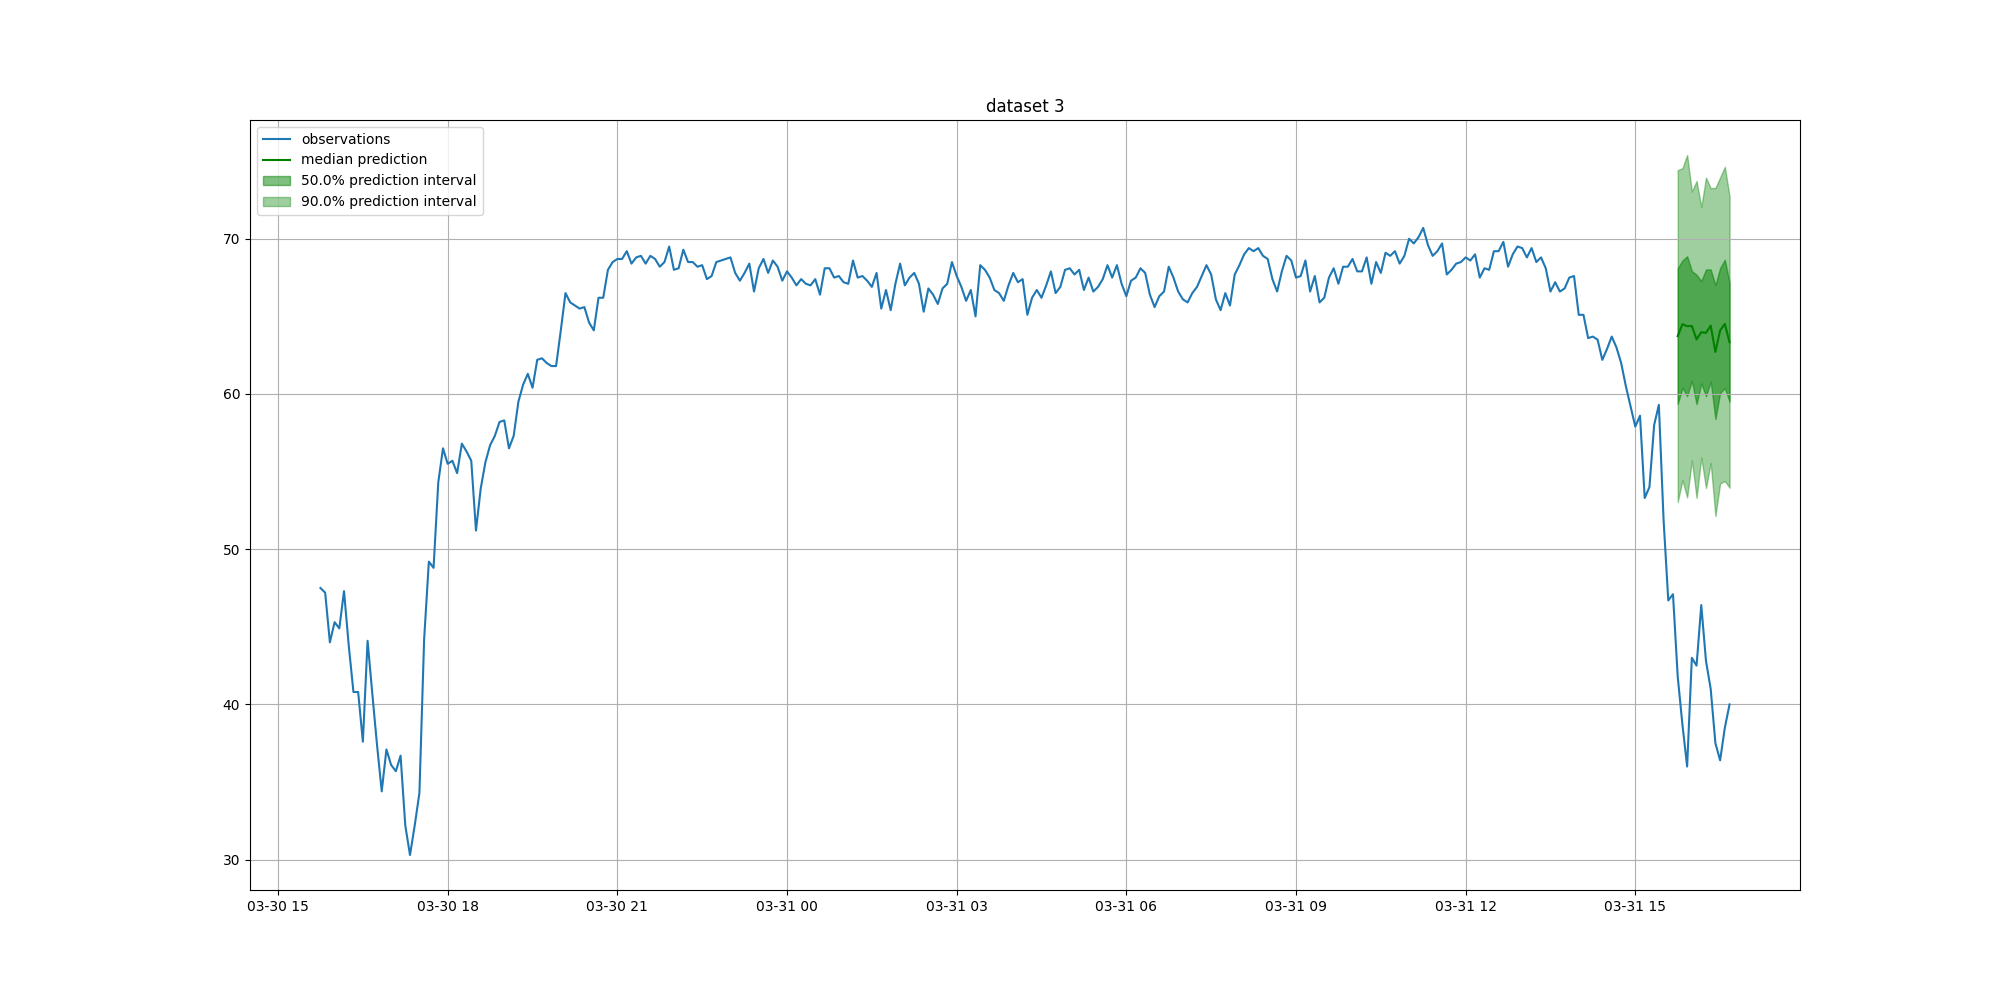 dataset 3
observations
median prediction
50.0% prediction interval
90.0% prediction interval
70
60
50
40
30
03-30 15
03-30 18
03-30 21
03-31 00
03-31 03
03-31 06
03-31 09
03-31 12
03-31 15